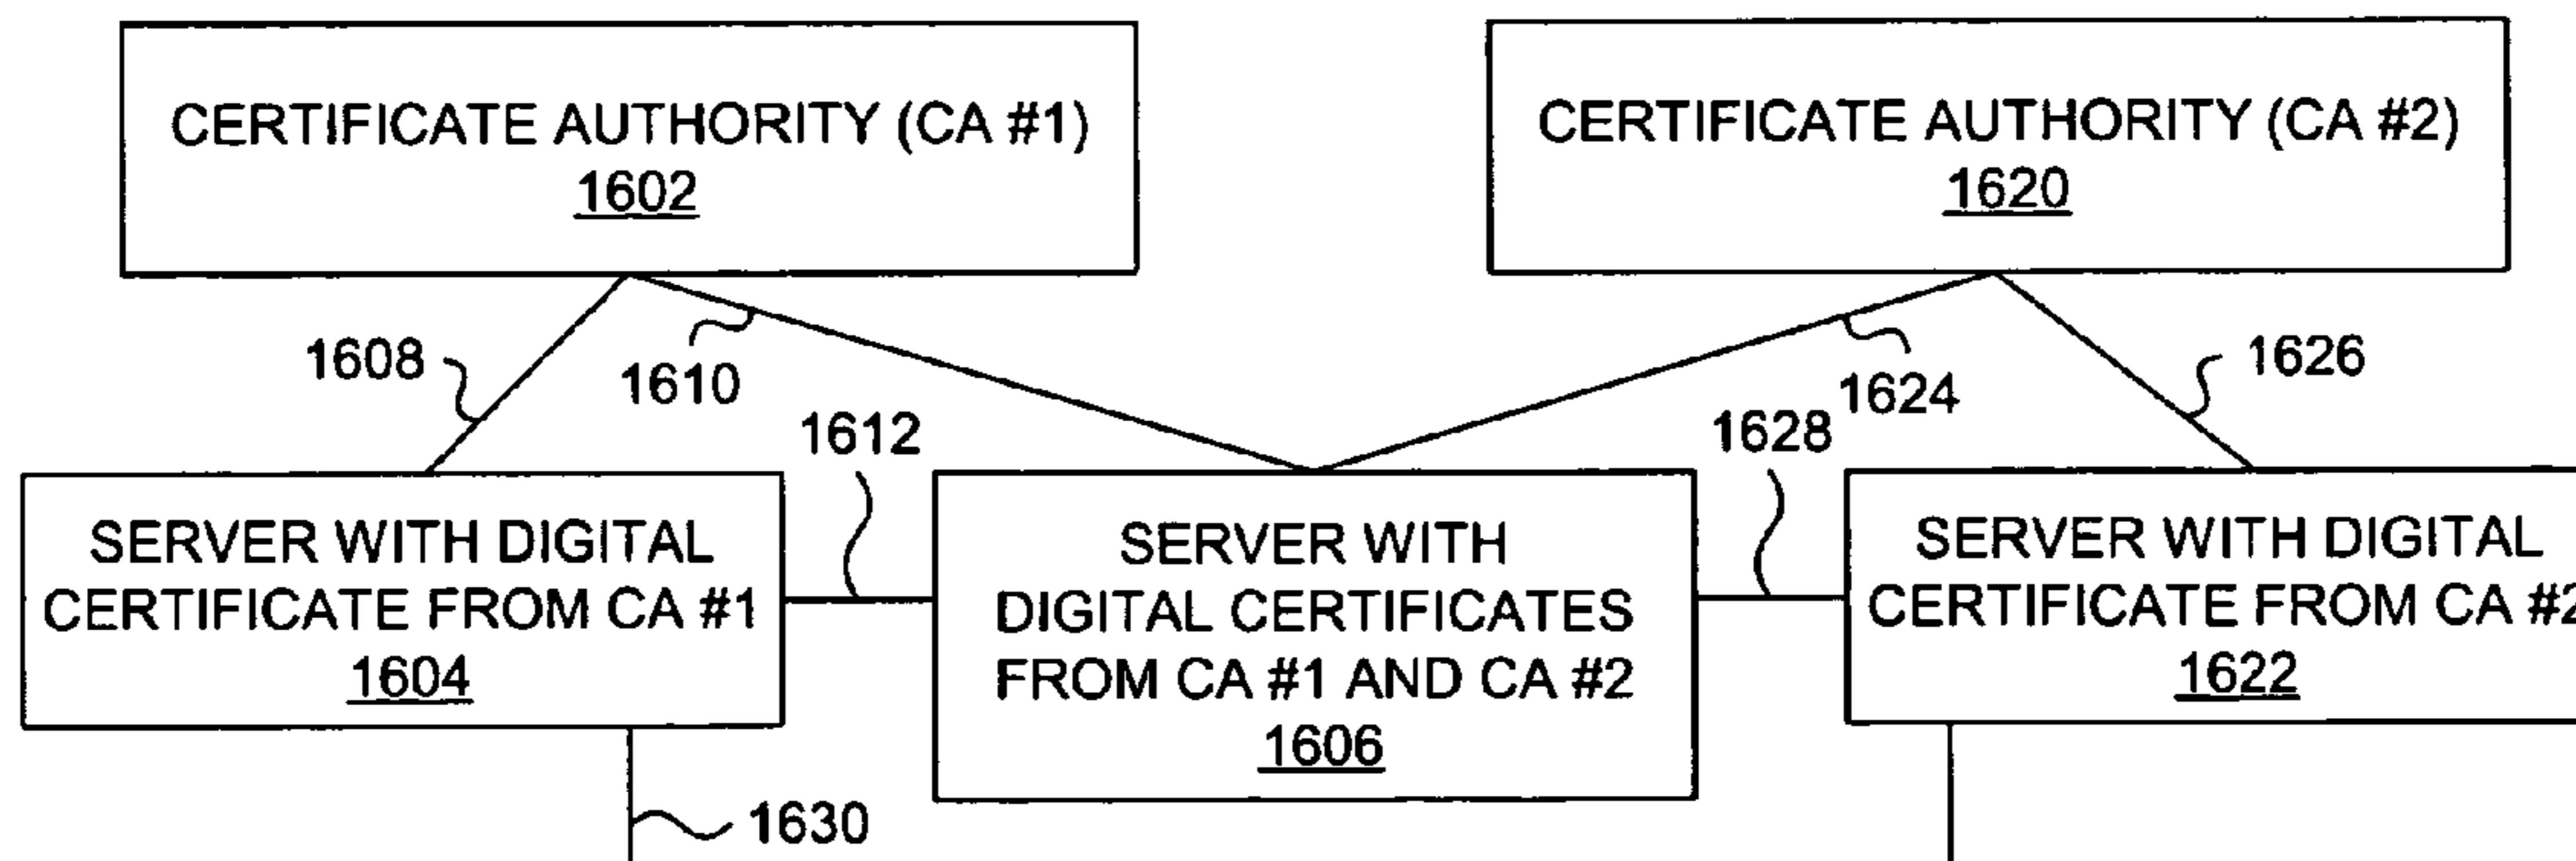 CERTIFICATE AUTHORITY (CA #1)
1602
CERTIFICATE AUTHORITY (CA #2)
1620
1608
1610
1624
1626
1612
1628
SERVER WITH DIGITAL
CERTIFICATE FROM CA #1
1604
SERVER WITH
DIGITAL CERTIFICATES
FROM CA #1 AND CA #2
1606
SERVER WITH DIGITAL
CERTIFICATE FROM CA #2
1622
1630